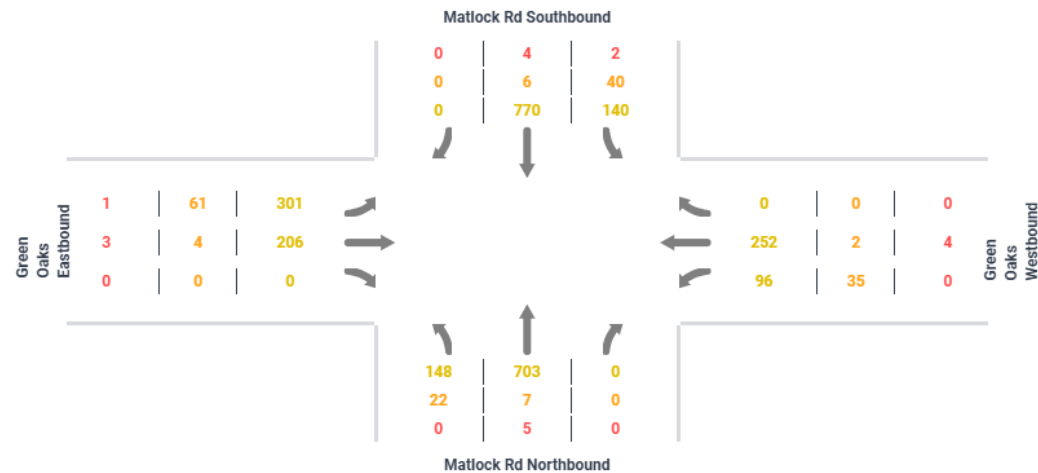 Matlock Rd Southbound
0 4 2
0 6 40
0 770 140
Green
Oaks
Eastbound
1 61 301
3 4 206
0 0 0
0 0 0
252 2 4
96 35 0
Green
Oaks
Westbound
148 703 0
22 7 0
0 5 0
Matlock Rd Northbound